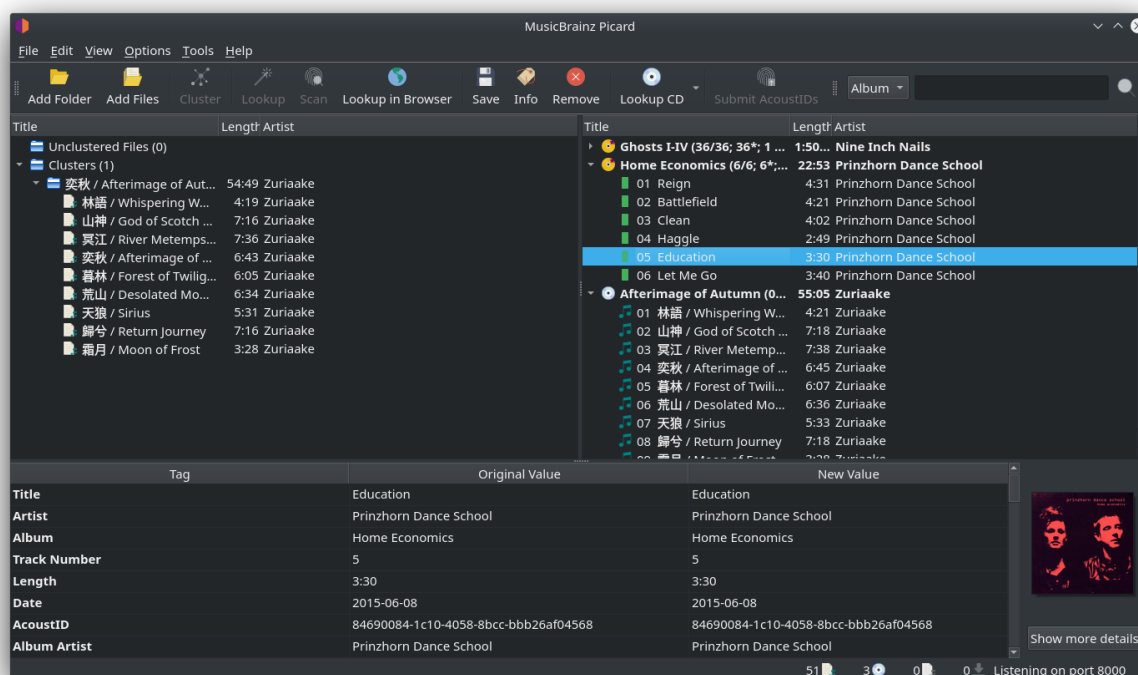 MusicBrainz Picard
File Edit View Options Tools Help
Add Folder Add Files Cluster Lookup Scan Lookup in Browser Save Info Remove Lookup CD Submit AcoustIDs Album
Title Length Artist
Unclustered Files (0)
Clusters (1)
奕秋 / Afterimage of Aut... 54:49 Zuriaake
林語 / Whispering W... 4:19 Zuriaake
山神 / God of Scotch ... 7:16 Zuriaake
冥江 / River Metemps... 7:36 Zuriaake
奕秋 / Afterimage of ... 6:43 Zuriaake
暮林 / Forest of Twilig... 6:05 Zuriaake
荒山 / Desolated Mo... 6:34 Zuriaake
天狼 / Sirius 5:31 Zuriaake
歸兮 / Return Journey 7:16 Zuriaake
霜月 / Moon of Frost 3:28 Zuriaake
Title Length Artist
Ghosts I-IV (36/36; 36*; 1 ... 1:50... Nine Inch Nails
Home Economics (6/6; 6*;... 22:53 Prinzhorn Dance School
01 Reign 4:31 Prinzhorn Dance School
02 Battlefield 4:21 Prinzhorn Dance School
03 Clean 4:02 Prinzhorn Dance School
04 Haggle 2:49 Prinzhorn Dance School
05 Education 3:30 Prinzhorn Dance School
06 Let Me Go 3:40 Prinzhorn Dance School
Afterimage of Autumn (0... 55:05 Zuriaake
01 林語 / Whispering W... 4:21 Zuriaake
02 山神 / God of Scotch ... 7:18 Zuriaake
03 冥江 / River Metemp... 7:38 Zuriaake
04 奕秋 / Afterimage of ... 6:45 Zuriaake
05 暮林 / Forest of Twili... 6:07 Zuriaake
06 荒山 / Desolated Mo... 6:36 Zuriaake
07 天狼 / Sirius 5:33 Zuriaake
08 歸兮 / Return Journey 7:18 Zuriaake
Tag Original Value New Value
Title Education Education
Artist Prinzhorn Dance School Prinzhorn Dance School
Album Home Economics Home Economics
Track Number 5 5
Length 3:30 3:30
Date 2015-06-08 2015-06-08
AcoustID 84690084-1c10-4058-8bcc-bbb26af04568 84690084-1c10-4058-8bcc-bbb26af04568
Album Artist Prinzhorn Dance School Prinzhorn Dance School
prinzhorn dance school
home economics
Show more details
51 3 0 0 Listening on port 8000